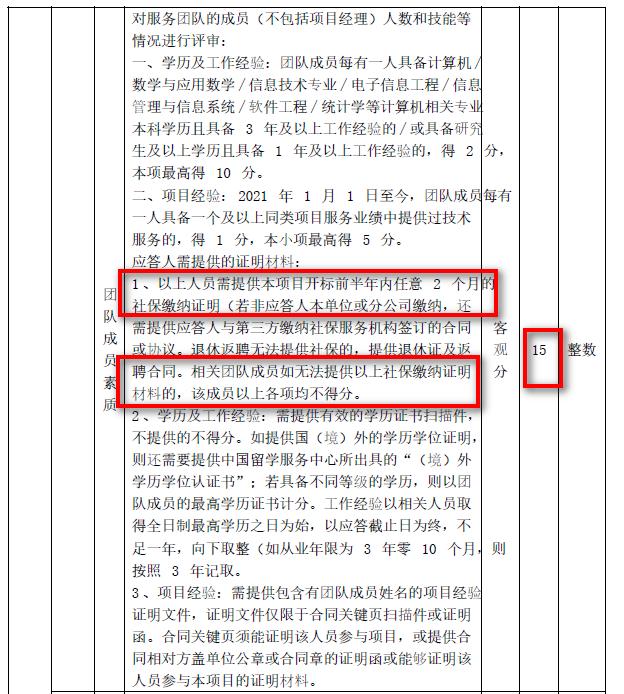 对服务团队的成员（不包括项目经理）人数和技能等
情况进行评审：
一、学历及工作经验：团队成员每有一人具备计算机/
数学与应用数学/信息技术专业/电子信息工程/信息
管理与信息系统/软件工程/统计学等计算机相关专业
本科学历且具备 3 年及以上工作经验的/或具备研究
生及以上学历且具备 1 年及以上工作经验的，得 2 分，
本项最高得 10 分。
二、项目经验：2021 年 1 月 1 日至今，团队成员每有
一人具备一个及以上同类项目服务业绩中提供过技术
服务的，得 1 分，本小项最高得 5 分。
应答人需提供的证明材料：
1、以上人员需提供本项目开标前半年内任意 2 个月的
社保缴纳证明（若非应答人本单位或分公司缴纳，还
需提供应答人与第三方缴纳社保服务机构签订的合同
或协议。退休返聘无法提供社保的，提供退休证及返
聘合同。相关团队成员如无法提供以上社保缴纳证明
材料的，该成员以上各项均不得分。
2、学历及工作经验：需提供有效的学历证书扫描件，
不提供的不得分。如提供国（境）外的学历学位证明，
则还需要提供中国留学服务中心所出具的“（境）外
学历学位认证书”；若具备不同等级的学历，则以团
队成员的最高学历证书计分。工作经验以相关人员取
得全日制最高学历之日为始，以应答截止日为终，不
足一年，向下取整（如从业年限为 3 年零 10 个月，则
按照 3 年记取。
3、项目经验：需提供包含有团队成员姓名的项目经验
证明文件，证明文件仅限于合同关键页扫描件或证明
函。合同关键页须能证明该人员参与项目，或提供合
同相对方盖单位公章或合同章的证明函或能够证明该
人员参与本项目的证明材料。
团
队
成
员
素
质
客
观
分
15
整数